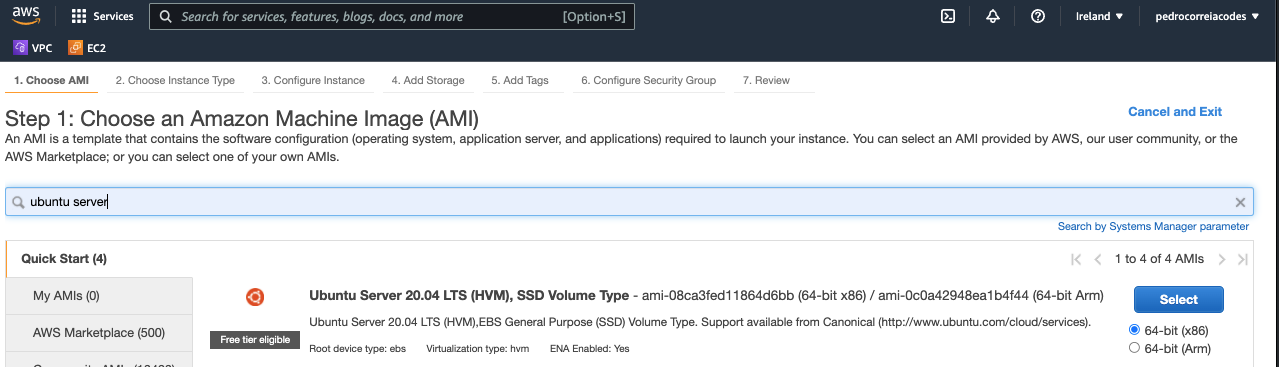 aws
Services
Search for services, features, blogs, docs, and more [Option+S]
Ireland ▼
pedrocorreiacodes ▼
VPC
EC2
1. Choose AMI
2. Choose Instance Type
3. Configure Instance
4. Add Storage
5. Add Tags
6. Configure Security Group
7. Review
Step 1: Choose an Amazon Machine Image (AMI)
Cancel and Exit
An AMI is a template that contains the software configuration (operating system, application server, and applications) required to launch your instance. You can select an AMI provided by AWS, our user community, or the
AWS Marketplace; or you can select one of your own AMIs.
ubuntu server
Search by Systems Manager parameter
Quick Start (4)
1 to 4 of 4 AMIs
My AMIs (0)
AWS Marketplace (500)
Free tier eligible
Ubuntu Server 20.04 LTS (HVM), SSD Volume Type - ami-08ca3fed11864d6bb (64-bit x86) / ami-0c0a42948ea1b4f44 (64-bit Arm)
Ubuntu Server 20.04 LTS (HVM),EBS General Purpose (SSD) Volume Type. Support available from Canonical (http://www.ubuntu.com/cloud/services).
Root device type: ebs Virtualization type: hvm ENA Enabled: Yes
Select
64-bit (x86)
64-bit (Arm)